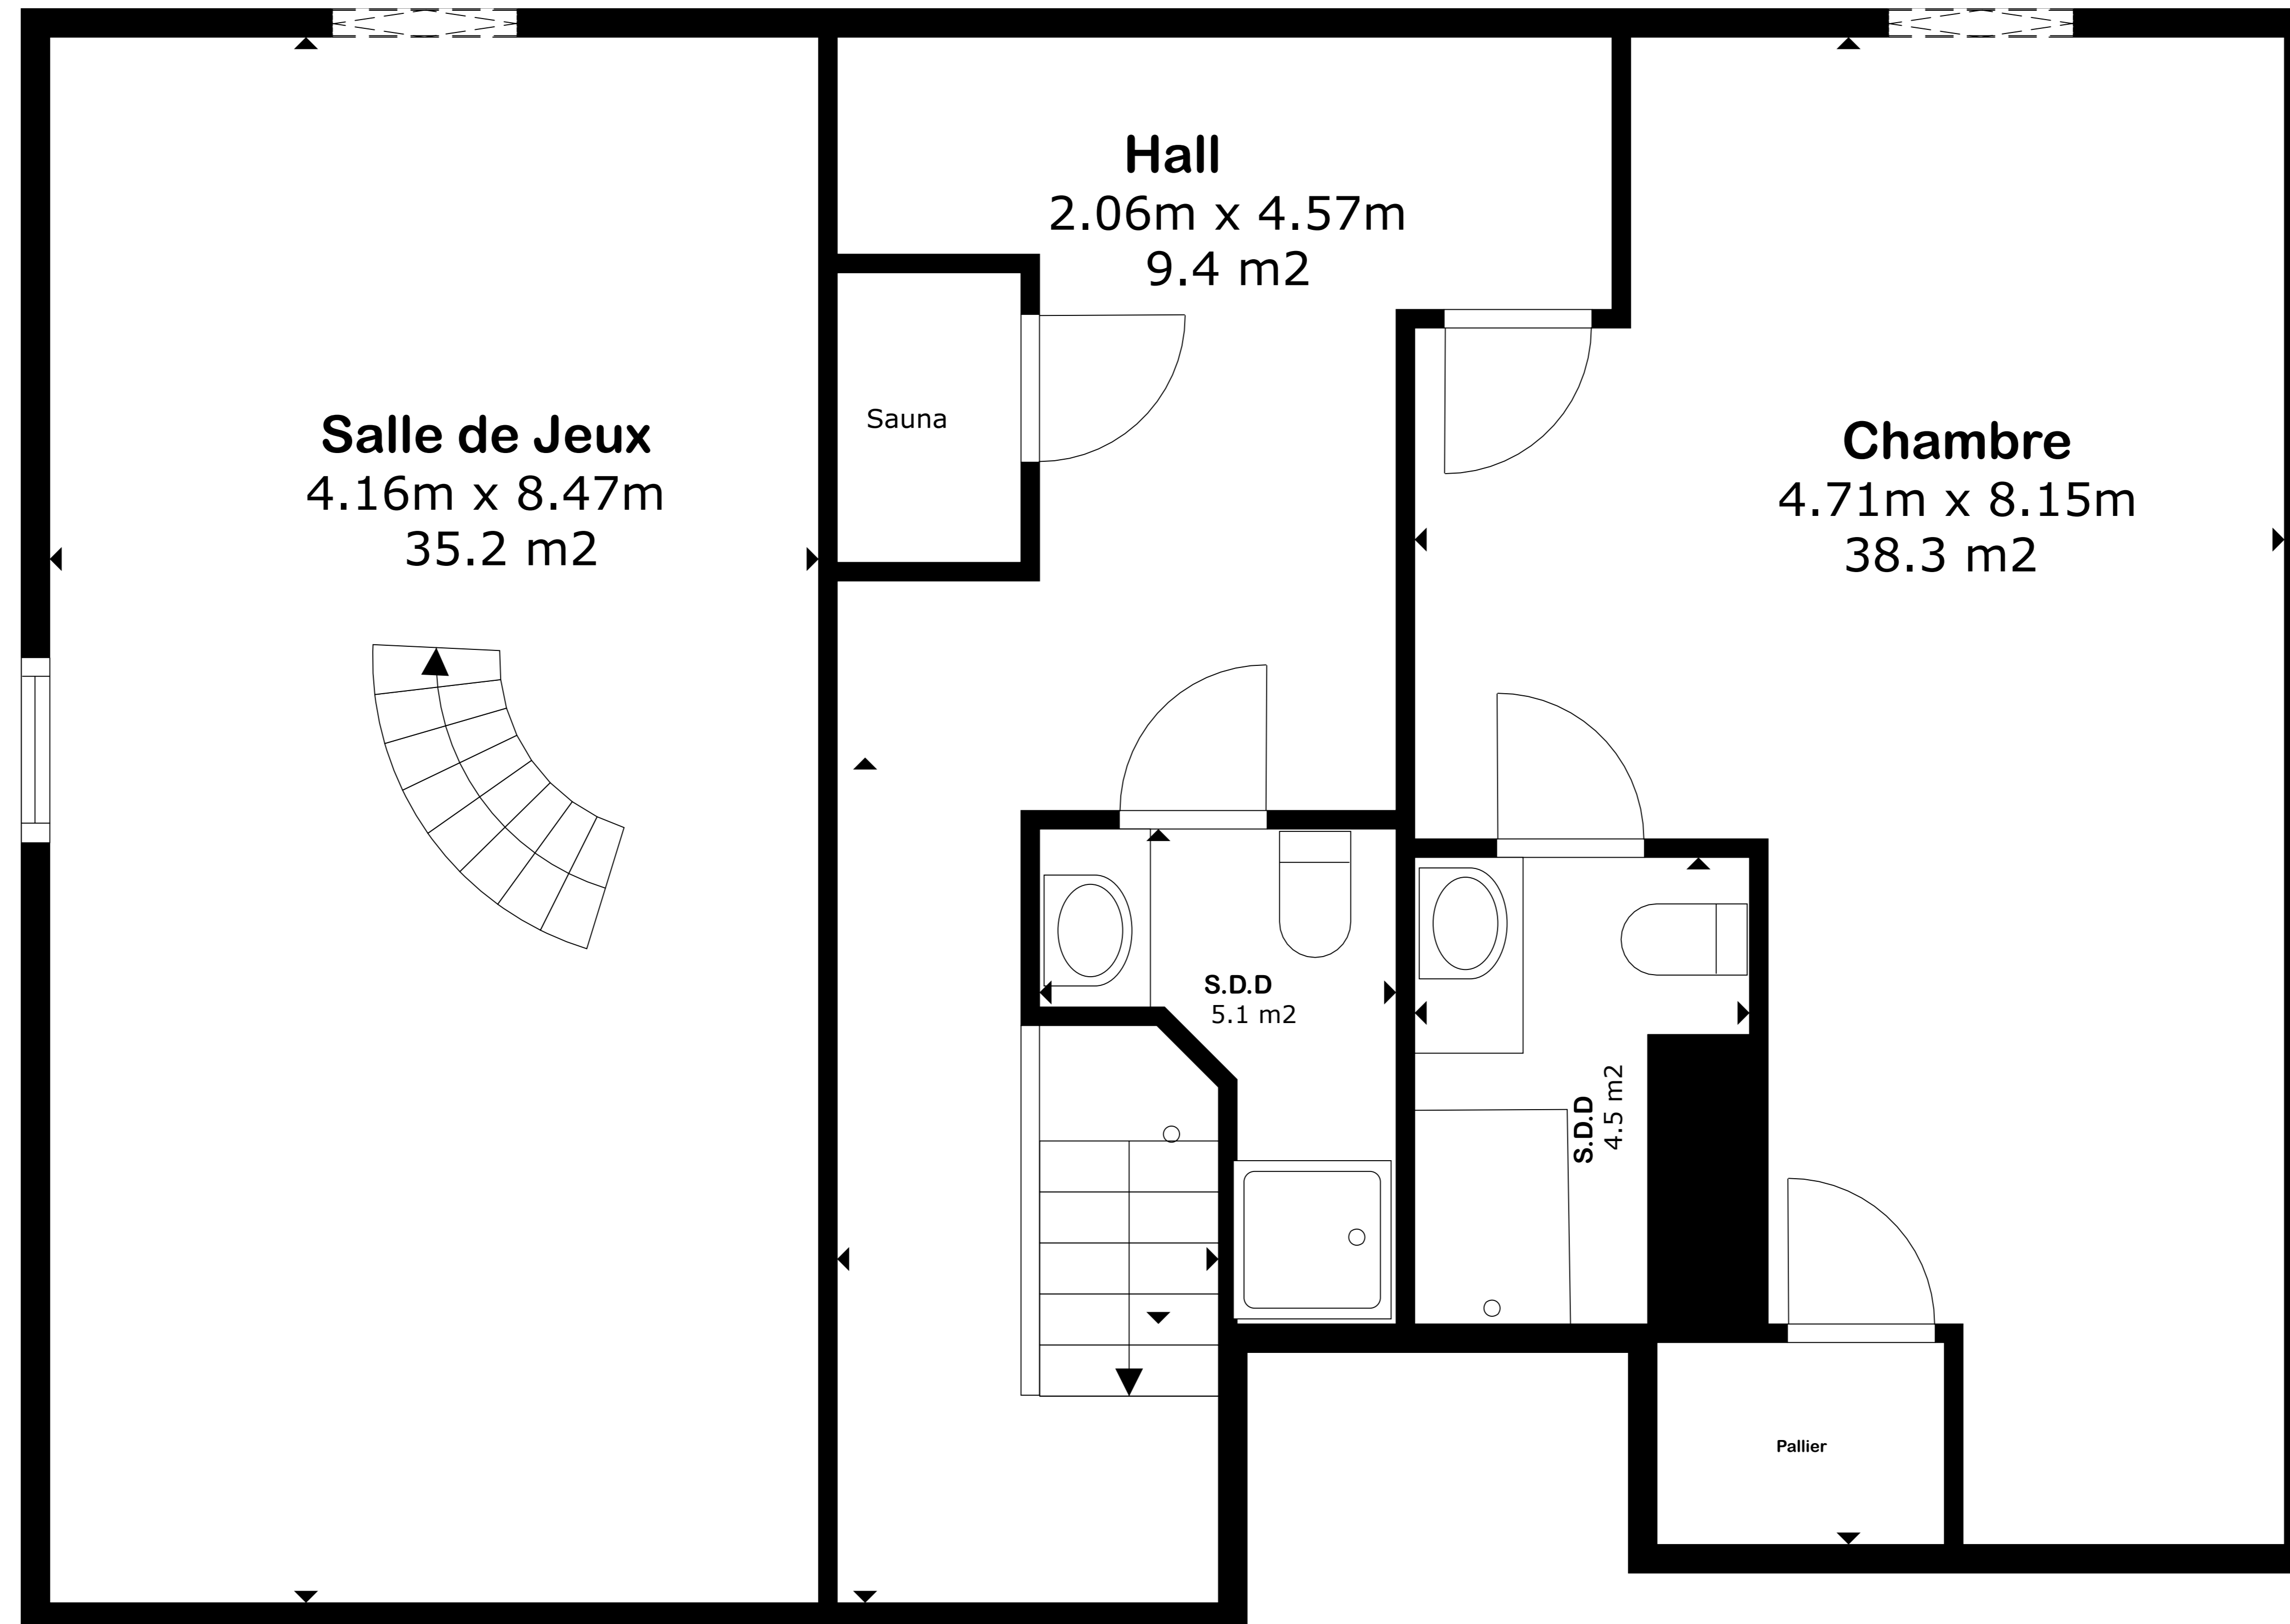 Hall
2.06m x 4.57m
9.4 m2
Sauna
Salle de Jeux
4.16m x 8.47m
35.2 m2
Chambre
4.71m x 8.15m
38.3 m2
S.D.D
5.1 m2
S.D.D
4.5 m2
Pallier